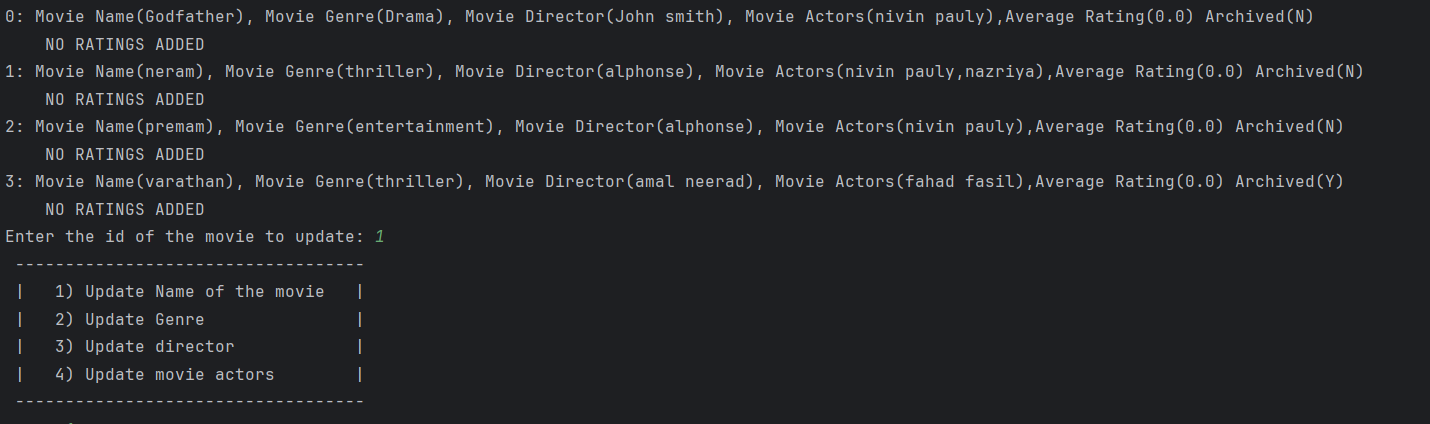 0: Movie Name(Godfather), Movie Genre(Drama), Movie Director(John smith), Movie Actors(nivin pauly),Average Rating(0.0) Archived(N)
    NO RATINGS ADDED
1: Movie Name(neram), Movie Genre(thriller), Movie Director(alphonse), Movie Actors(nivin pauly,nazriya),Average Rating(0.0) Archived(N)
    NO RATINGS ADDED
2: Movie Name(premam), Movie Genre(entertainment), Movie Director(alphonse), Movie Actors(nivin pauly),Average Rating(0.0) Archived(N)
    NO RATINGS ADDED
3: Movie Name(varathan), Movie Genre(thriller), Movie Director(amal neerad), Movie Actors(fahad fasil),Average Rating(0.0) Archived(Y)
    NO RATINGS ADDED
Enter the id of the movie to update: 1
 -----------------------------------
 |   1) Update Name of the movie   |
 |   2) Update Genre               |
 |   3) Update director            |
 |   4) Update movie actors        |
 -----------------------------------